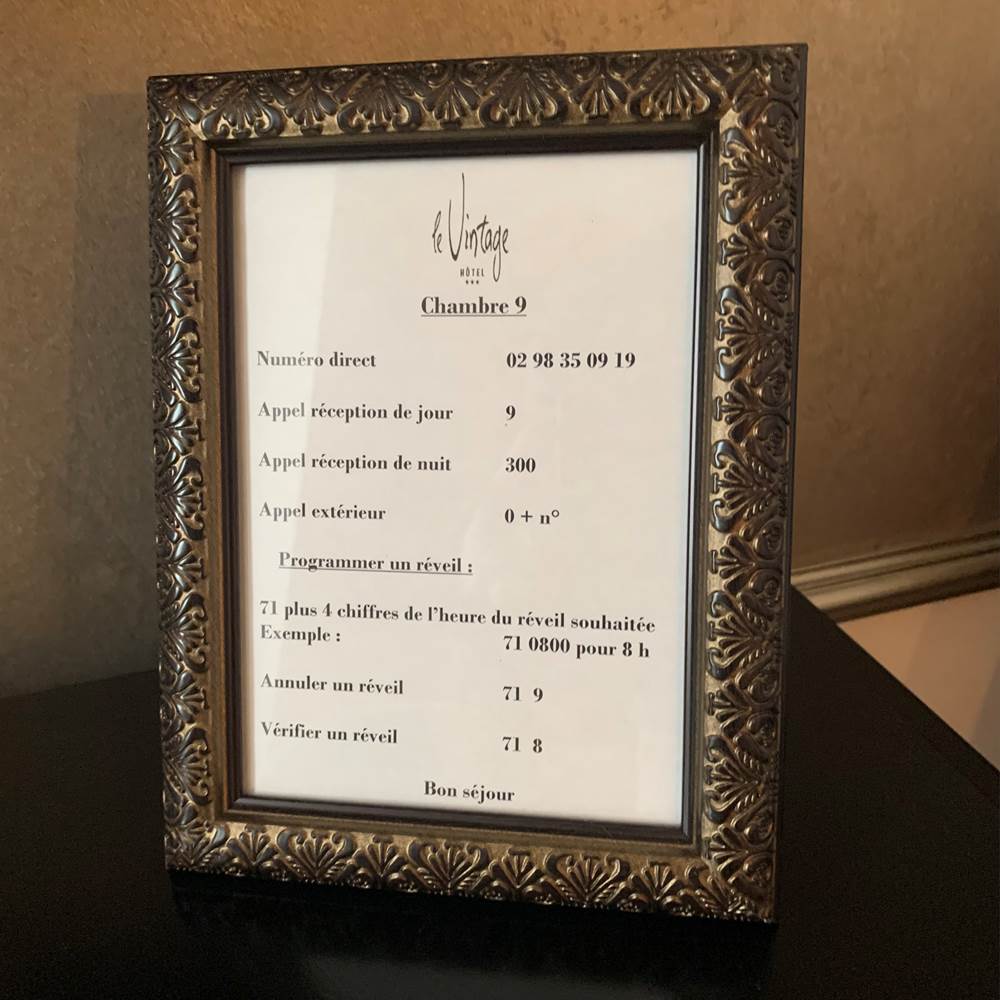 le Vintage
HÔTEL
***
Chambre 9
Numéro direct 02 98 35 09 19
Appel réception de jour 9
Appel réception de nuit 300
Appel extérieur 0 + n°
Programmer un réveil :
71 plus 4 chiffres de l'heure du réveil souhaitée
Exemple : 71 0800 pour 8 h
Annuler un réveil 71 9
Vérifier un réveil 71 8
Bon séjour